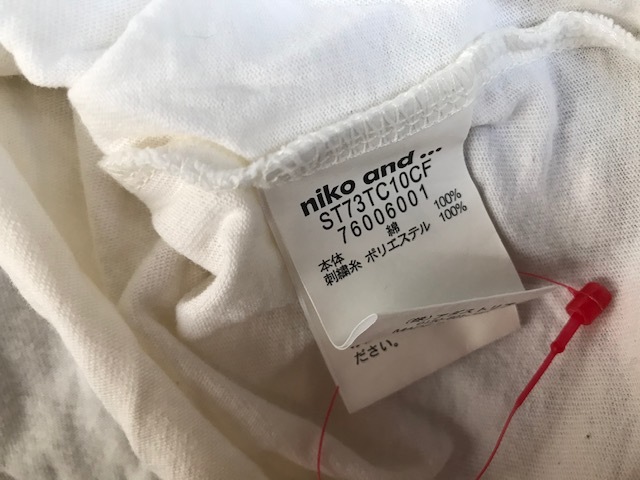 niko and ...
ST73TC10CF
76006001
本体 綿 100%
刺繍糸 ポリエステル 100%
ださい。